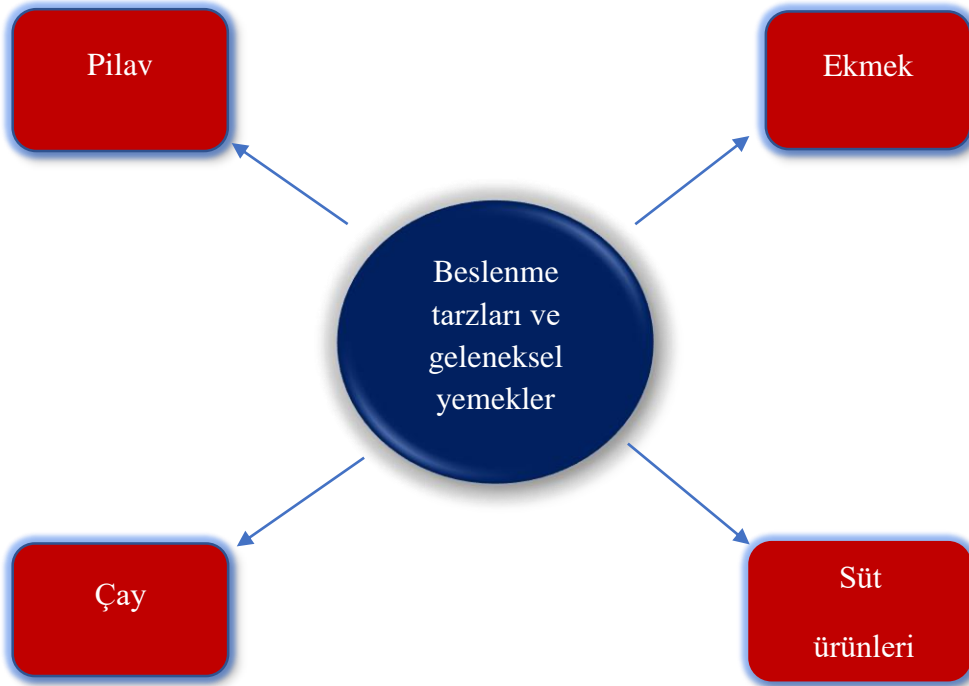 Pilav
Ekmek
Beslenme
tarzları ve
geleneksel
yemekler
Çay
Süt
ürünleri